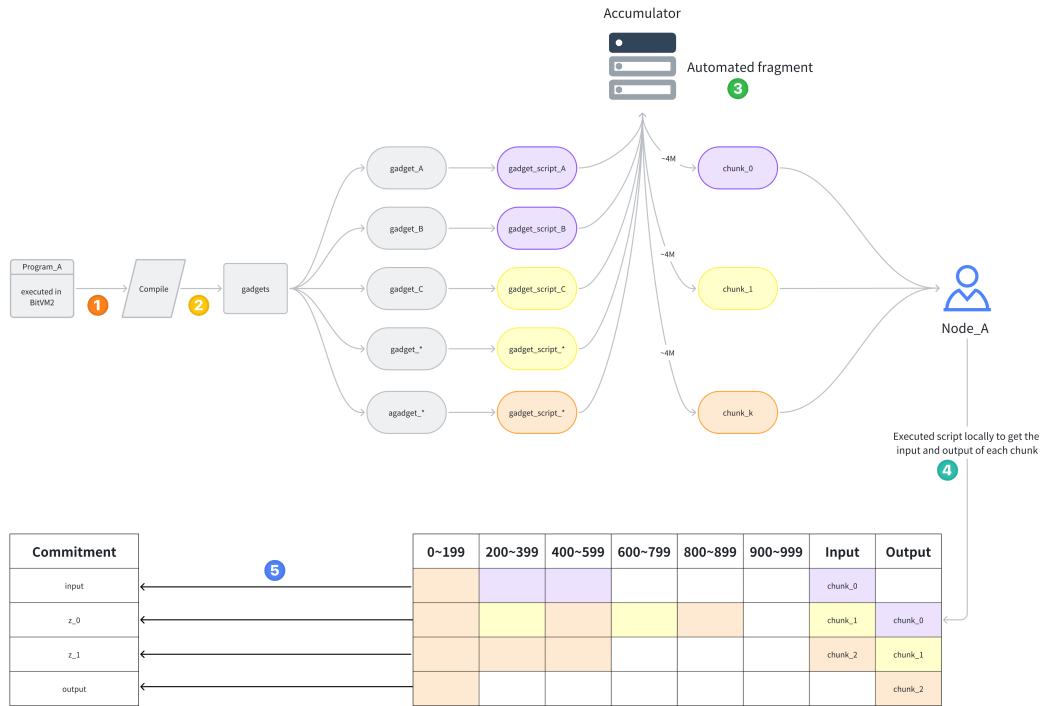 Accumulator
Automated fragment
3
~4M
gadget_A
gadget_script_A
chunk_0
gadget_B
gadget_script_B
~4M
Program_A
executed in
BitVM2
1
Compile
2
gadgets
gadget_C
gadget_script_C
chunk_1
Node_A
gadget_*
gadget_script_*
~4M
agadget_*
gadget_script_*
chunk_k
Executed script locally to get the
input and output of each chunk
4
Commitment
5
0~199 200~399 400~599 600~799 800~899 900~999 Input Output
input
chunk_0
z_0
chunk_1 chunk_0
z_1
chunk_2 chunk_1
output
chunk_2